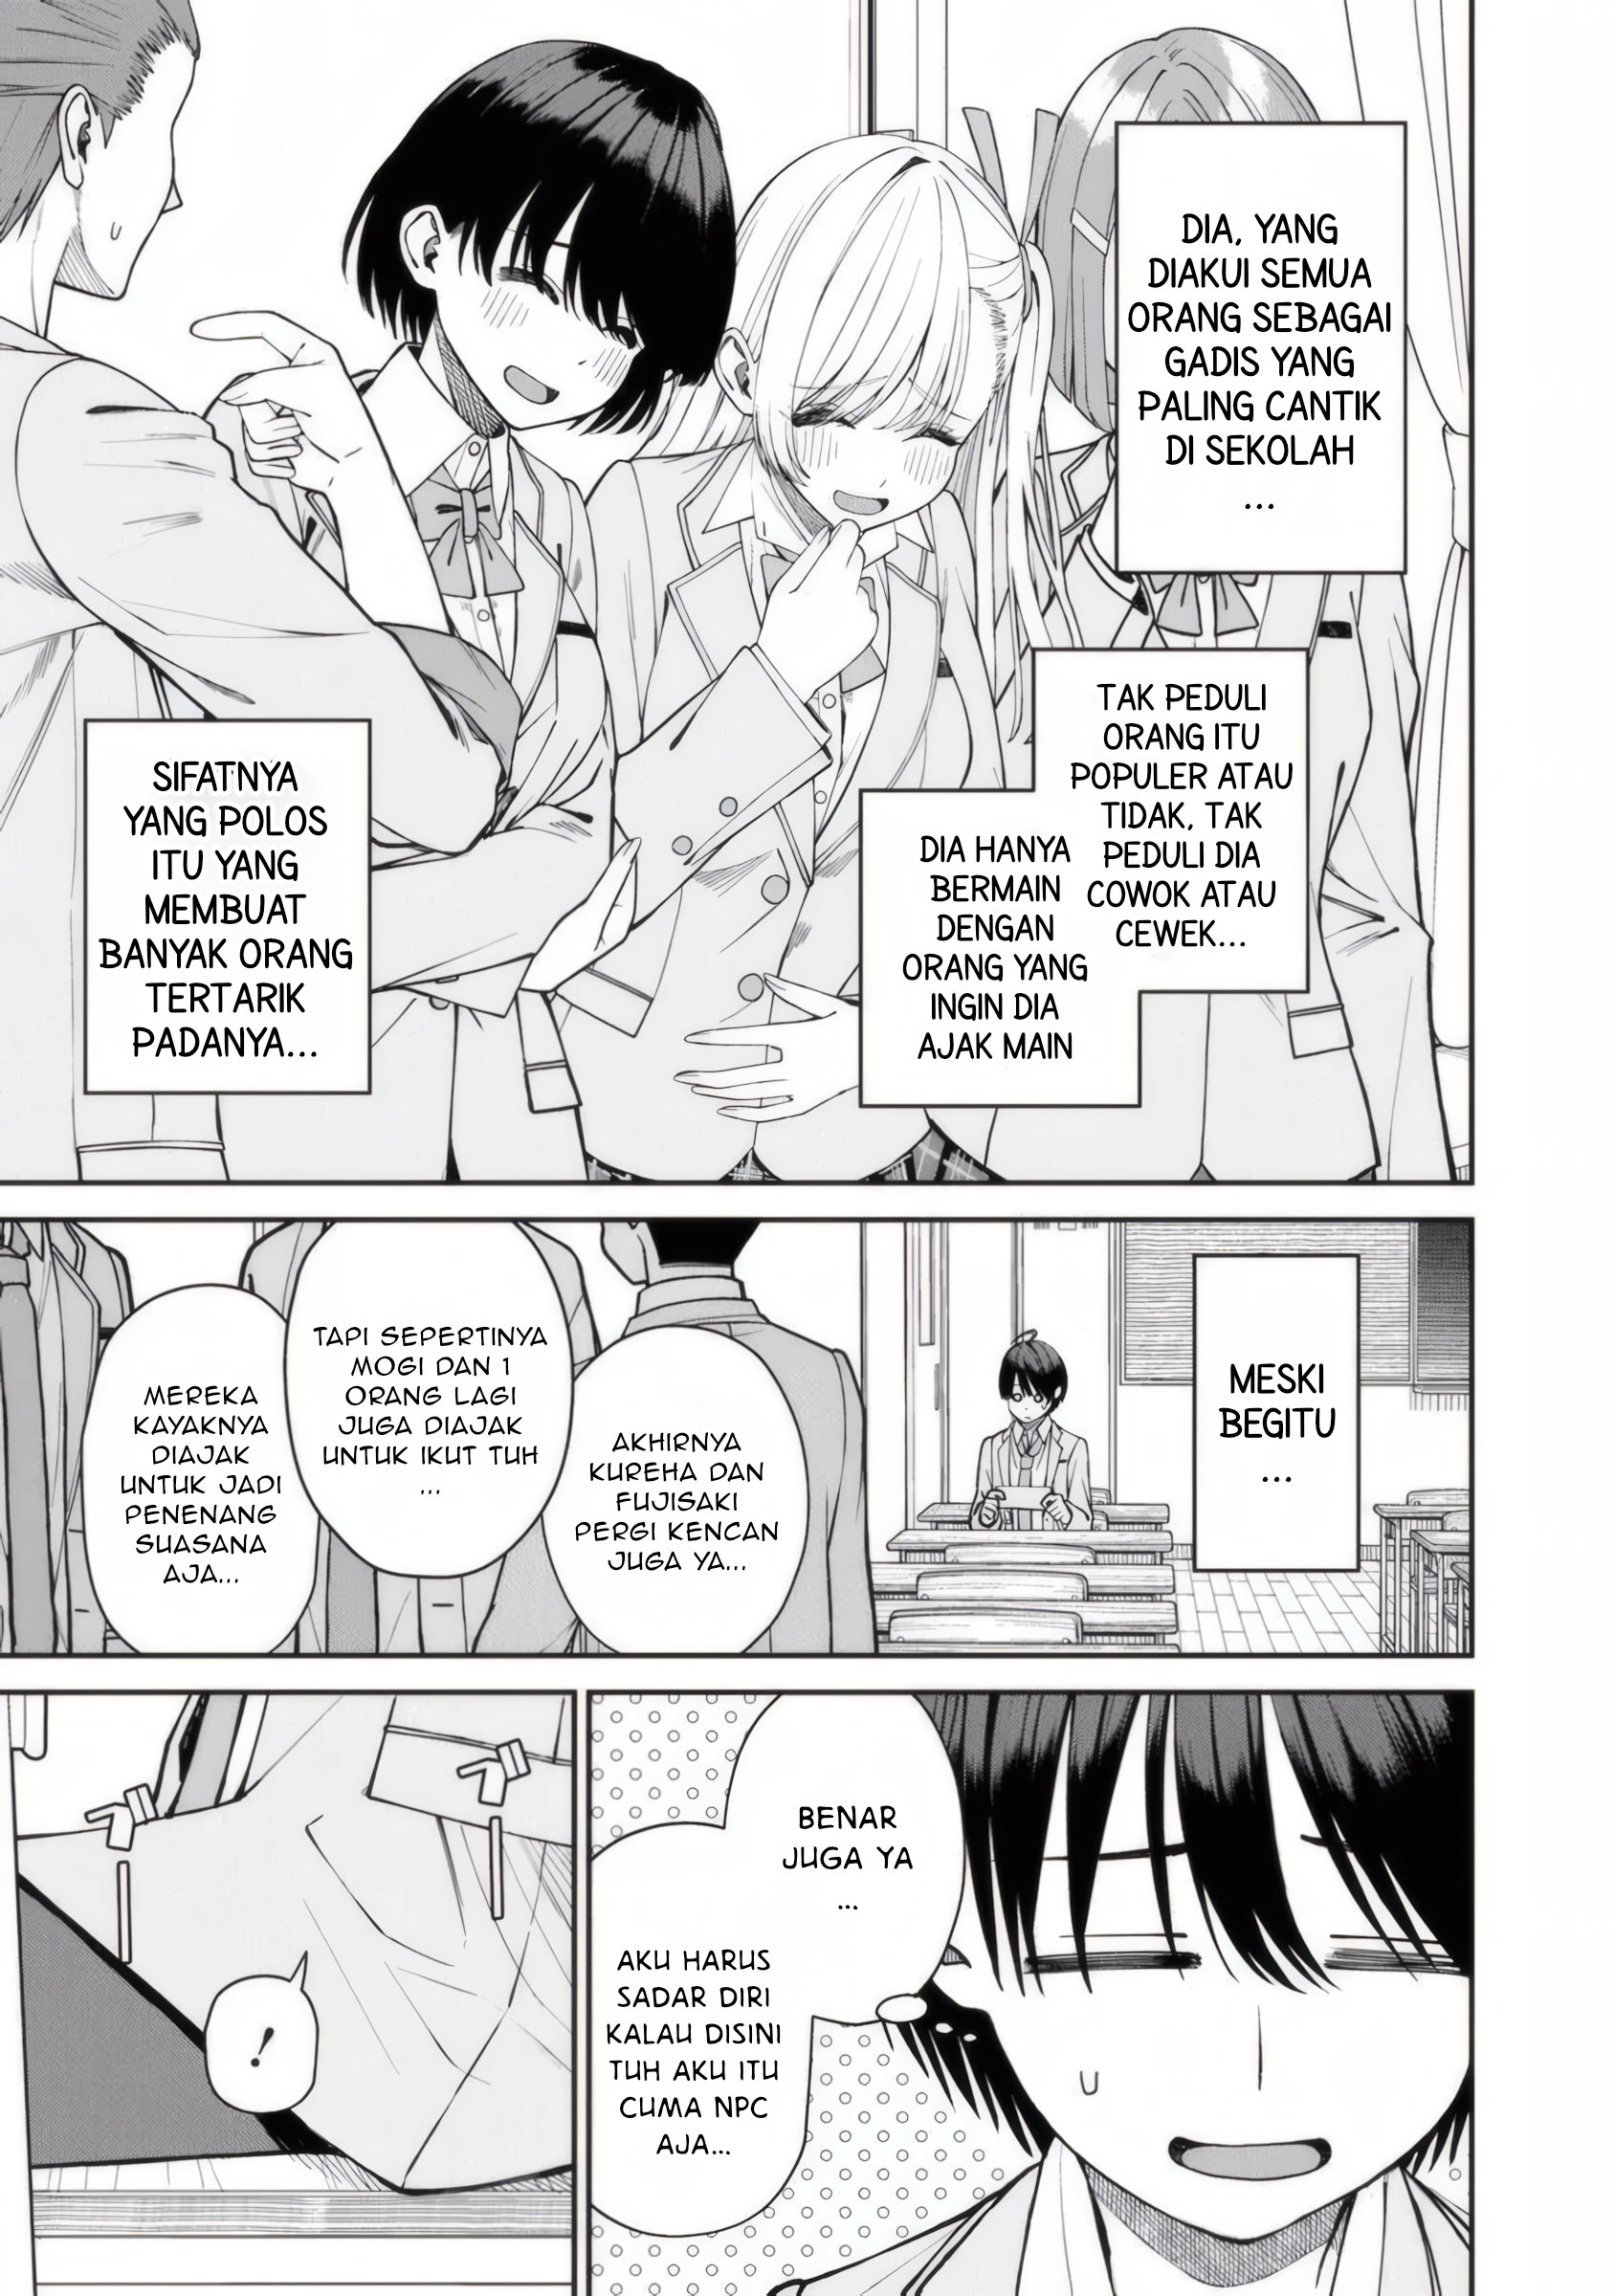 DIA, YANG
DIAKUI SEMUA
ORANG SEBAGAI
GADIS YANG
PALING CANTIK
DI SEKOLAH
...
TAK PEDULI
ORANG ITU
POPULER ATAU
TIDAK, TAK
PEDULI DIA
COWOK ATAU
CEWEK...
DIA HANYA
BERMAIN
DENGAN
ORANG YANG
INGIN DIA
AJAK MAIN
SIFATNYA
YANG POLOS
ITU YANG
MEMBUAT
BANYAK ORANG
TERTARIK
PADANYA...
MESKI
BEGITU
...
AKHIRNYA
KUREHA DAN
FUJISAKI
PERGI KENCAN
JUGA YA...
TAPI SEPERTINYA
MOGI DAN 1
ORANG LAGI
JUGA DIAJAK
UNTUK IKUT TUH
...
MEREKA
KAYAKNYA
DIAJAK
UNTUK JADI
PENENANG
SUASANA
AJA...
BENAR
JUGA YA
...
AKU HARUS
SADAR DIRI
KALAU DISINI
TUH AKU ITU
CUMA NPC
AJA...
ヤー
ヤー
!